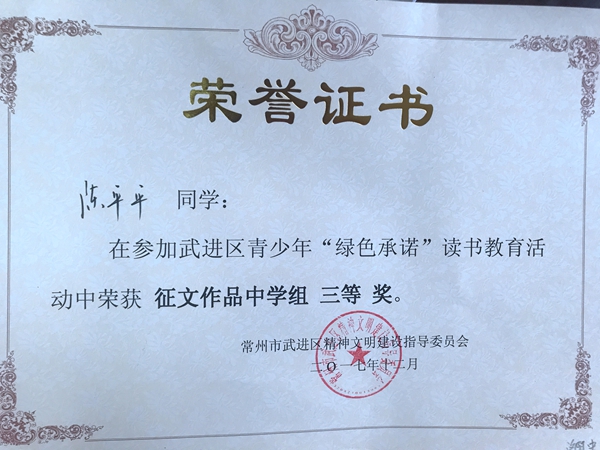 荣誉证书
陈平平 同学：
在参加武进区青少年“绿色承诺”读书教育活
动中荣获 征文作品中学组 三等 奖。
常州市武进区精神文明建设指导委员会
二〇一七年十二月